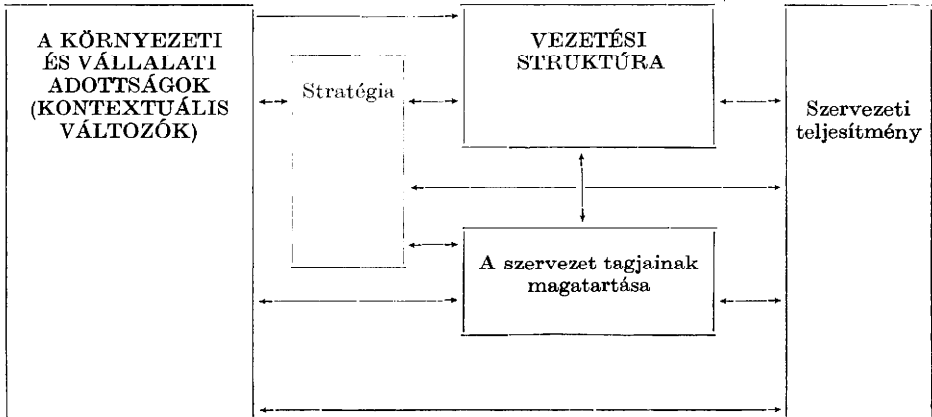 A KÖRNYEZETI
ÉS VÁLLALATI
ADOTTSÁGOK
(KONTEXTUÁLIS
VÁLTOZÓK)
Stratégia
VEZETÉSI
STRUKTÚRA
A szervezet tagjainak
magatartása
Szervezeti
teljesítmény